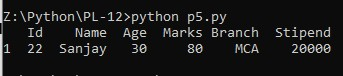 Z:\Python\PL-12>python p5.py
   Id    Name  Age  Marks Branch  Stipend
1  22  Sanjay   30     80    MCA    20000